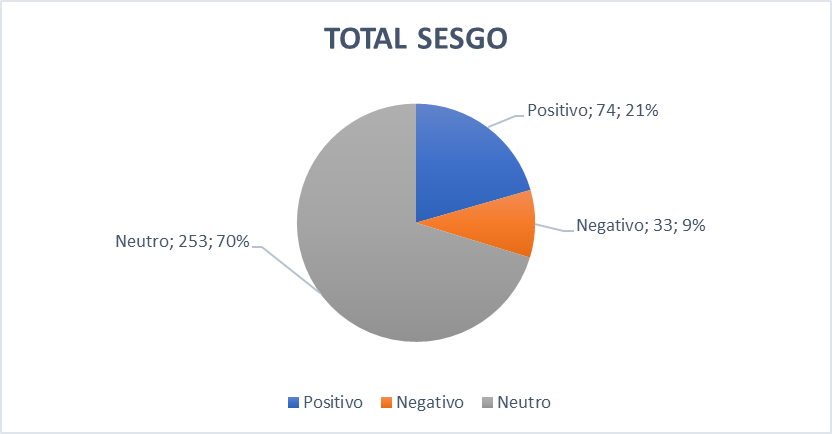 TOTAL SESGO
Positivo; 74; 21%
Negativo; 33; 9%
Neutro; 253; 70%
Positivo Negativo Neutro